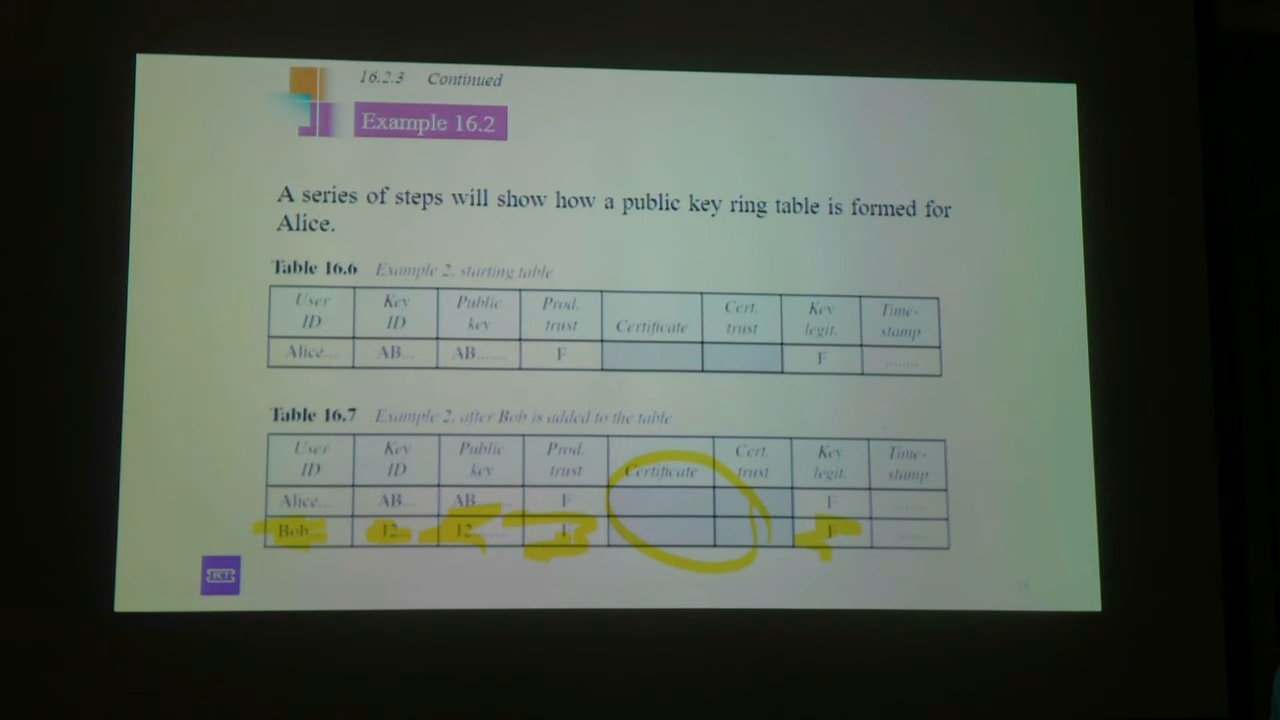 16.2.3 Continued
Example 16.2
A series of steps will show how a public key ring table is formed for
Alice.
Table 16.6 Example 2, starting table
User ID Key ID Public key Prod. trust Certificate Cert. trust Key legit. Time-stamp
Alice... AB... AB....... F F ........
Table 16.7 Example 2, after Bob is added to the table
User ID Key ID Public key Prod. trust Certificate Cert. trust Key legit. Time-stamp
Alice... AB... AB....... F F ........
Bob... 12... 12....... F F ........